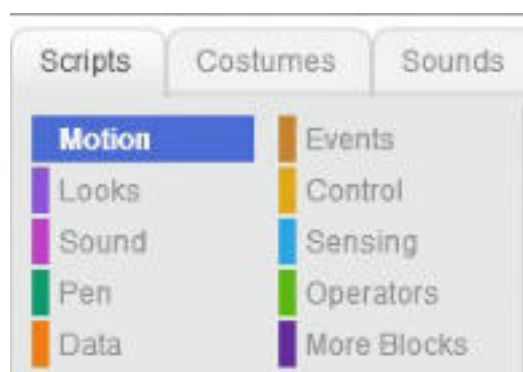 Scripts Costumes Sounds
Motion Events
Looks Control
Sound Sensing
Pen Operators
Data More Blocks